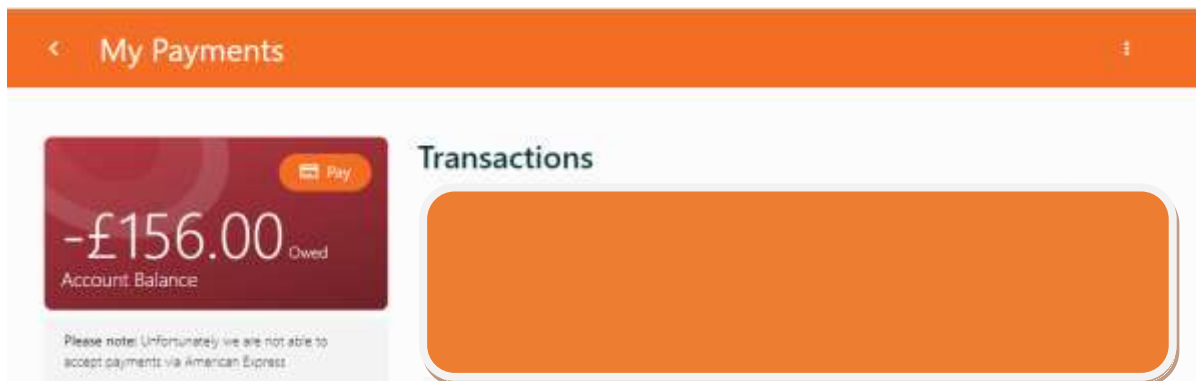 My Payments
Pay
-£156.00 Owed
Account Balance
Please note: Unfortunately we are not able to
accept payments via American Express
Transactions